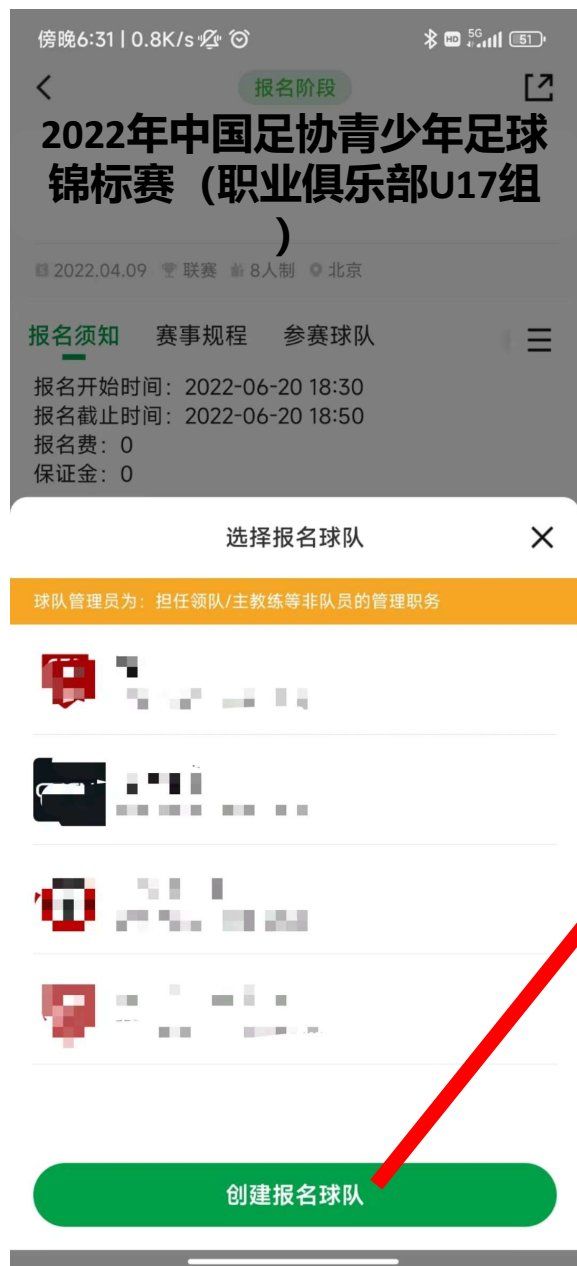 傍晚6:31 | 0.8K/s
HD 5G 51
报名阶段
2022年中国足协青少年足球
锦标赛（职业俱乐部U17组
）
2022.04.09 联赛 8人制 北京
报名须知 赛事规程 参赛球队
报名开始时间：2022-06-20 18:30
报名截止时间：2022-06-20 18:50
报名费：0
保证金：0
选择报名球队
球队管理员为：担任领队/主教练等非队员的管理职务
创建报名球队